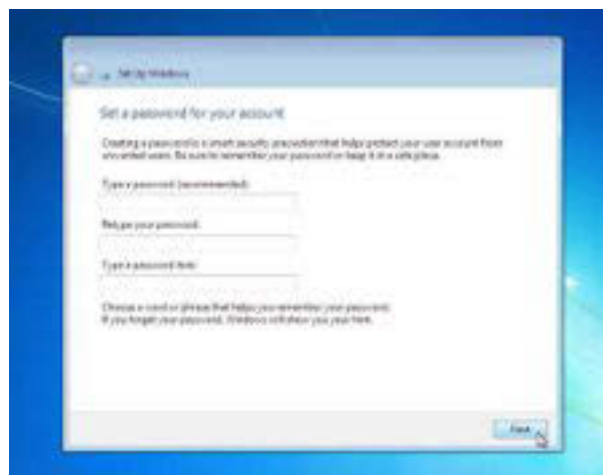 Set Up Windows
Set a password for your account
Creating a password is a smart security precaution that helps protect your user account from
unwanted users. Be sure to remember your password or keep it in a safe place.
Type a password (recommended):
Retype your password:
Type a password hint:
Choose a word or phrase that helps you remember your password.
If you forget your password, Windows will show you your hint.
Next